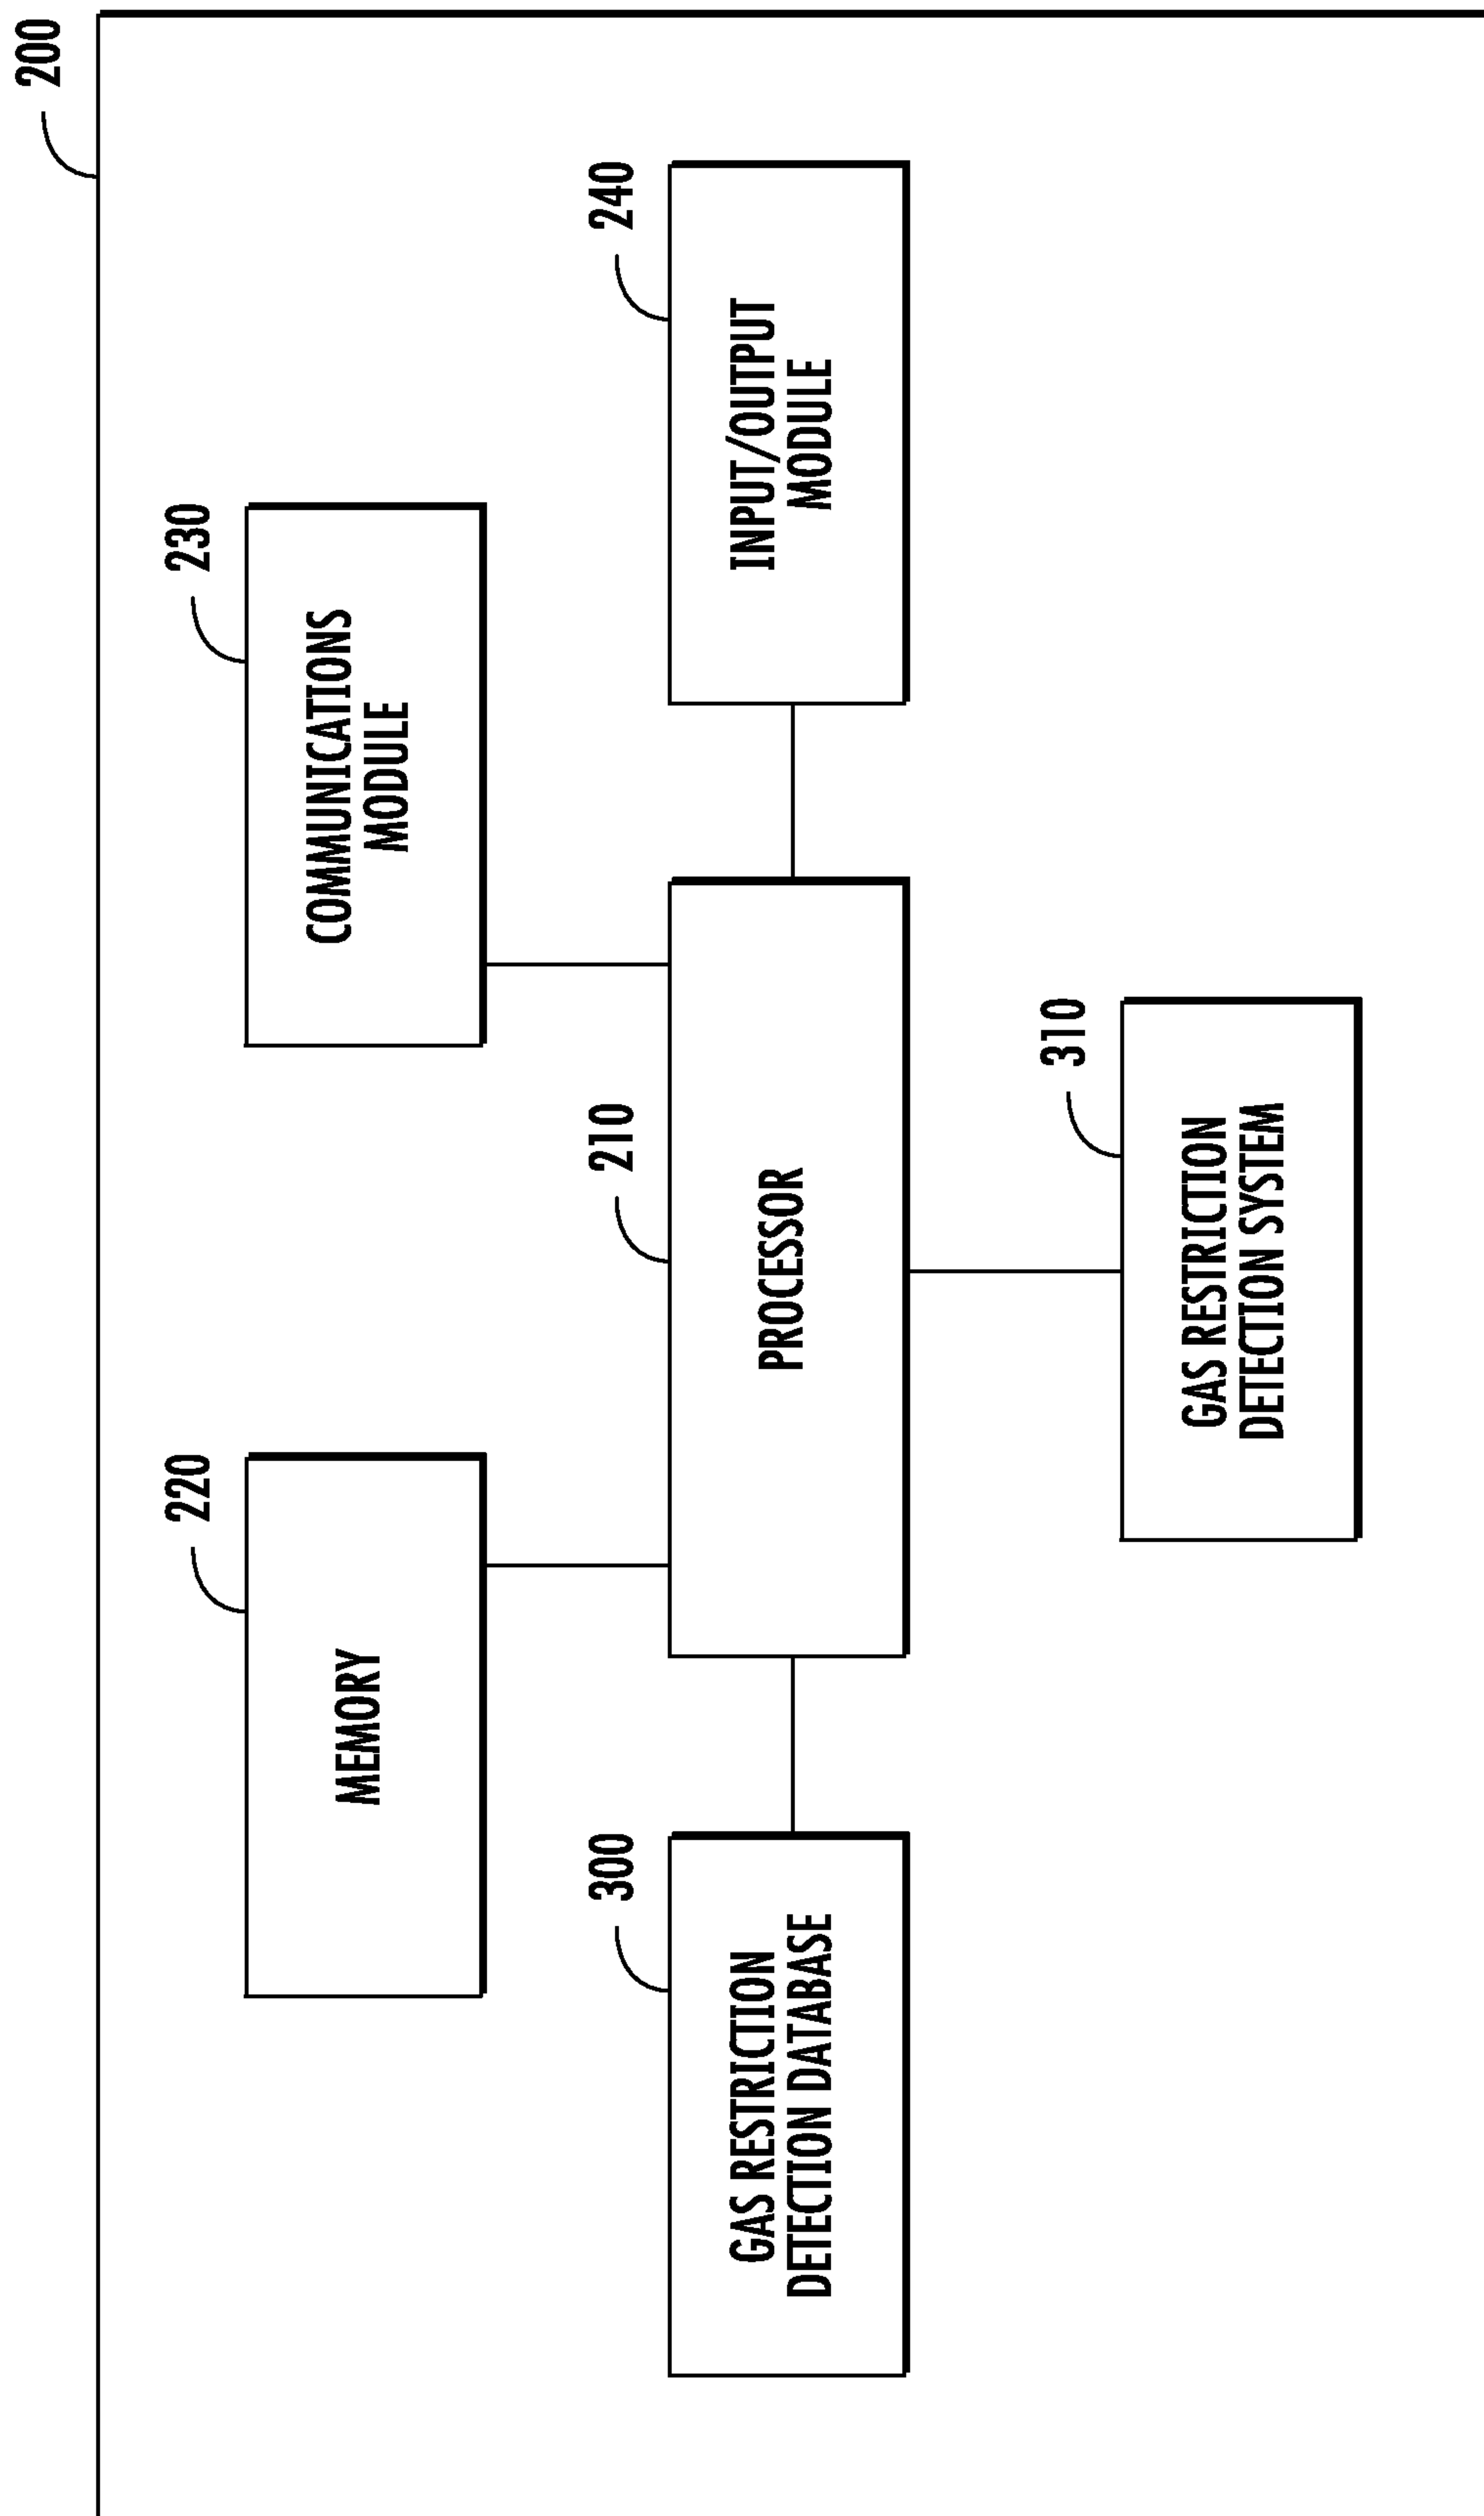 200
220
MEMORY
230
COMMUNICATIONS
MODULE
300
GAS RESTRICTION
DETECTION DATABASE
210
PROCESSOR
240
INPUT/OUTPUT
MODULE
310
GAS RESTRICTION
DETECTION SYSTEM